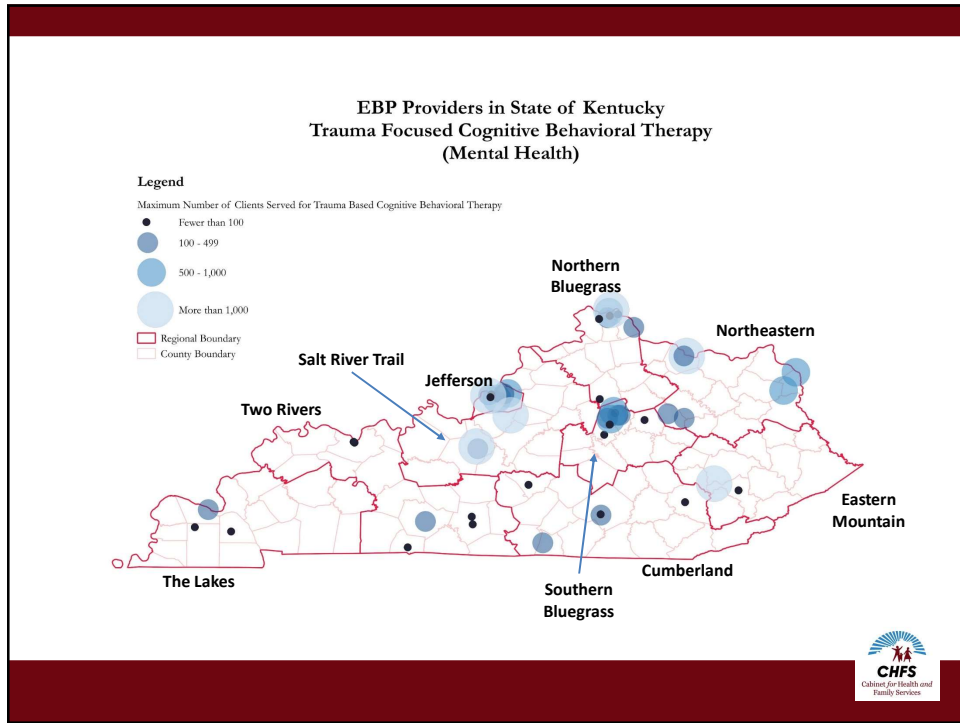 EBP Providers in State of Kentucky
Trauma Focused Cognitive Behavioral Therapy
(Mental Health)
Legend
Maximum Number of Clients Served for Trauma Based Cognitive Behavioral Therapy
Fewer than 100
100 - 499
500 - 1,000
More than 1,000
Regional Boundary
County Boundary
Northern
Bluegrass
Northeastern
Salt River Trail
Jefferson
Two Rivers
Eastern
Mountain
The Lakes
Cumberland
Southern
Bluegrass
CHFS
Cabinet for Health and
Family Services